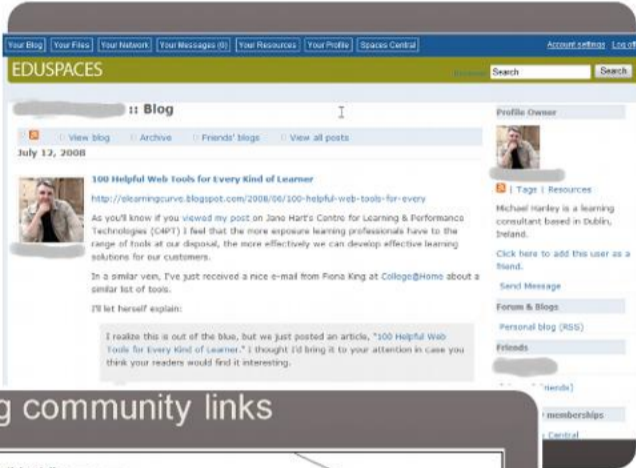 Your Blog Your Files Your Network Your Messages (0) Your Resources Your Profile Spaces Central Account settings Log off
EDUSPACES
Search Search
:: Blog
View blog Archive Friends' blogs View all posts
July 12, 2008
100 Helpful Web Tools for Every Kind of Learner
http://elearningcurve.blogspot.com/2008/06/100-helpful-web-tools-for-every
As you'll know if you viewed my post on Jane Hart's Centre for Learning & Performance
Technologies (C4PT) I feel that the more exposure learning professionals have to the
range of tools at our disposal, the more effectively we can develop effective learning
solutions for our customers.
In a similar vein, I've just received a nice e-mail from Fiona King at College@Home about a
similar list of tools.
I'll let herself explain:
I realize this is out of the blue, but we just posted an article, "100 Helpful Web
Tools for Every Kind of Learner." I thought I'd bring it to your attention in case you
think your readers would find it interesting.
Profile Owner
| Tags | Resources
Michael Hanley is a learning
consultant based in Dublin,
Ireland.
Click here to add this user as a
friend.
Send Message
Forum & Blogs
Personal blog (RSS)
Friends
memberships
Central
g community links